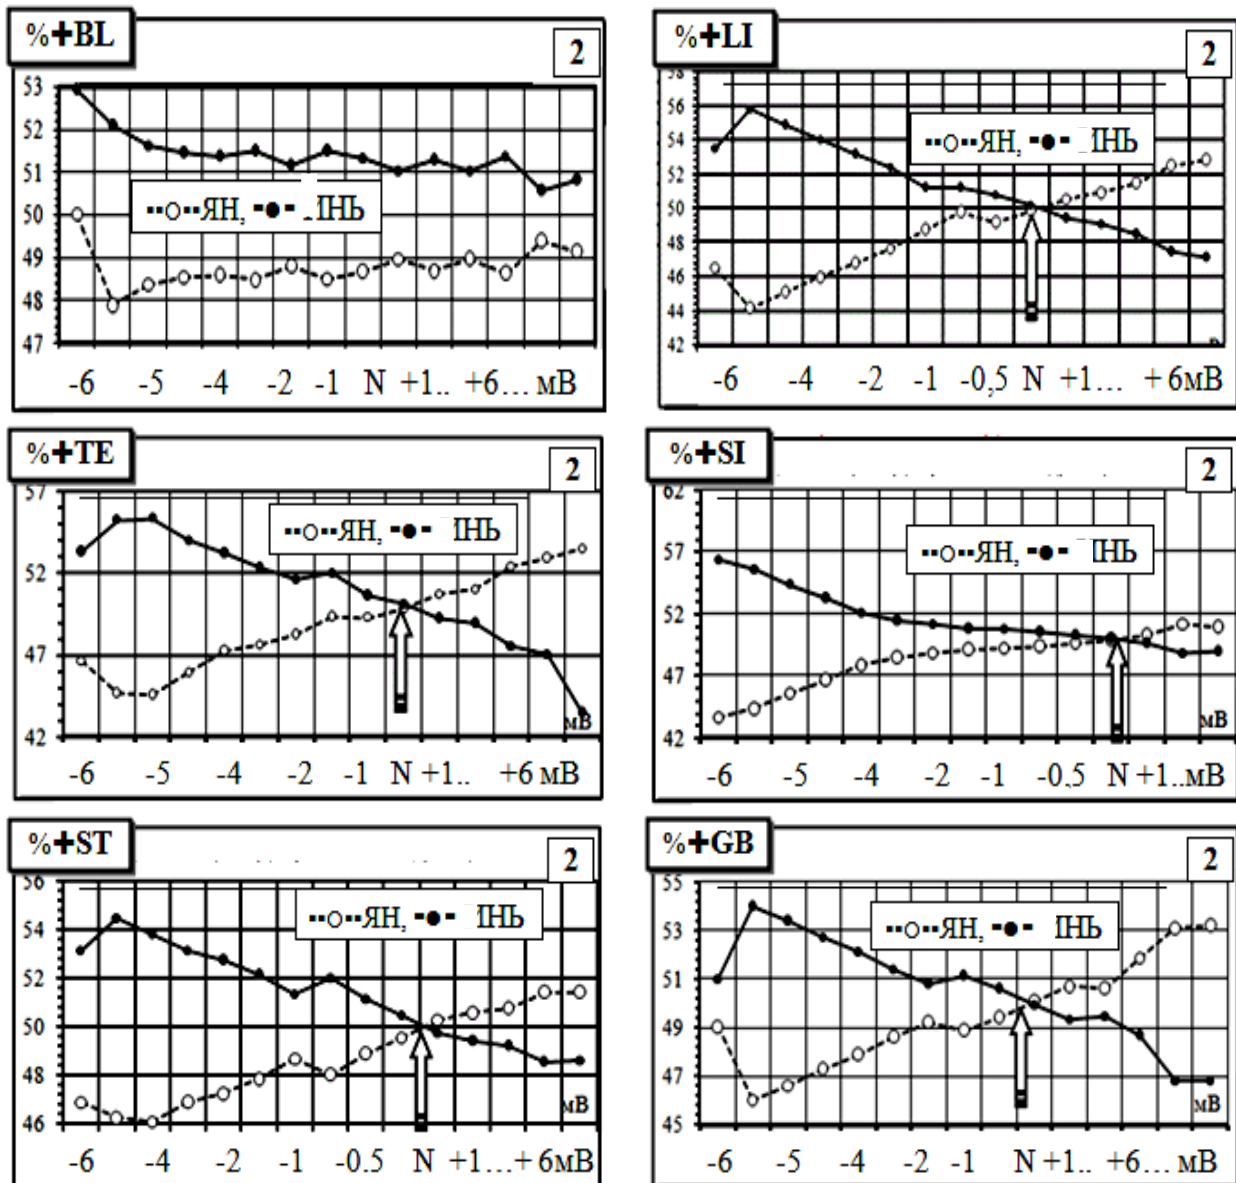 %+BL
2
53
52
51
50
49
48
47
··○··ЯН, -●- ІНЬ
-6 -5 -4 -2 -1 N +1.. +6... мВ
%+LI
2
58
56
54
52
50
48
46
44
42
··○··ЯН, -●- ІНЬ
-6 -4 -2 -1 -0,5 N +1... +6мВ
%+TE
2
57
52
47
42
··○··ЯН, -●- ІНЬ
мВ
-6 -5 -4 -2 -1 N +1.. +6 мВ
%+SI
2
62
57
52
47
42
··○··ЯН, -●- ІНЬ
мВ
-6 -5 -4 -2 -1 -0,5 N +1..мВ
%+ST
2
56
54
52
50
48
46
··○··ЯН, -●- ІНЬ
мВ
-6 -4 -2 -1 -0.5 N +1...+ 6мВ
%+GB
2
55
53
51
49
47
45
··○··ЯН, -●- ІНЬ
мВ
-6 -5 -4 -2 -1 N +1.. +6... мВ